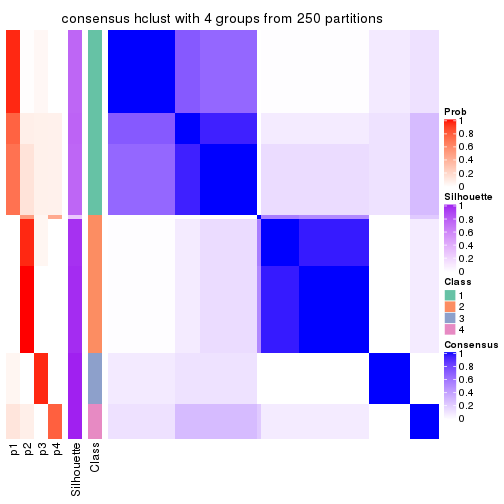 consensus hclust with 4 groups from 250 partitions
Prob
1
0.8
0.6
0.4
0.2
0
Silhouette
1
0.8
0.6
0.4
0.2
0
Class
1
2
3
4
Consensus
1
0.8
0.6
0.4
0.2
0
p1
p2
p3
p4
Silhouette
Class